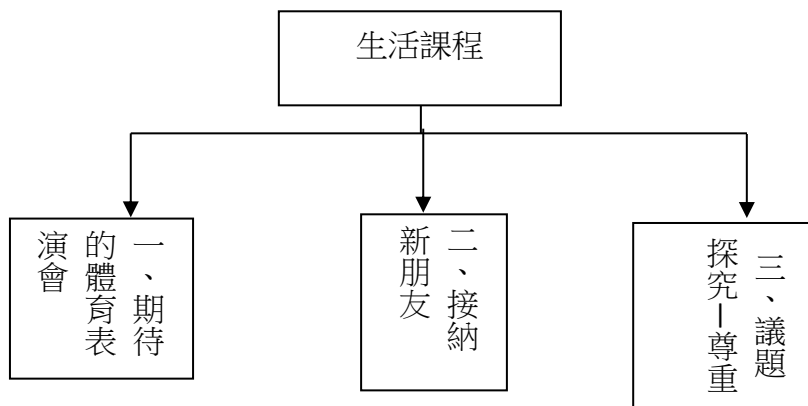 生活課程
一、期待
的體育表
演會
二、接納
新朋友
三、議題
探究－尊重